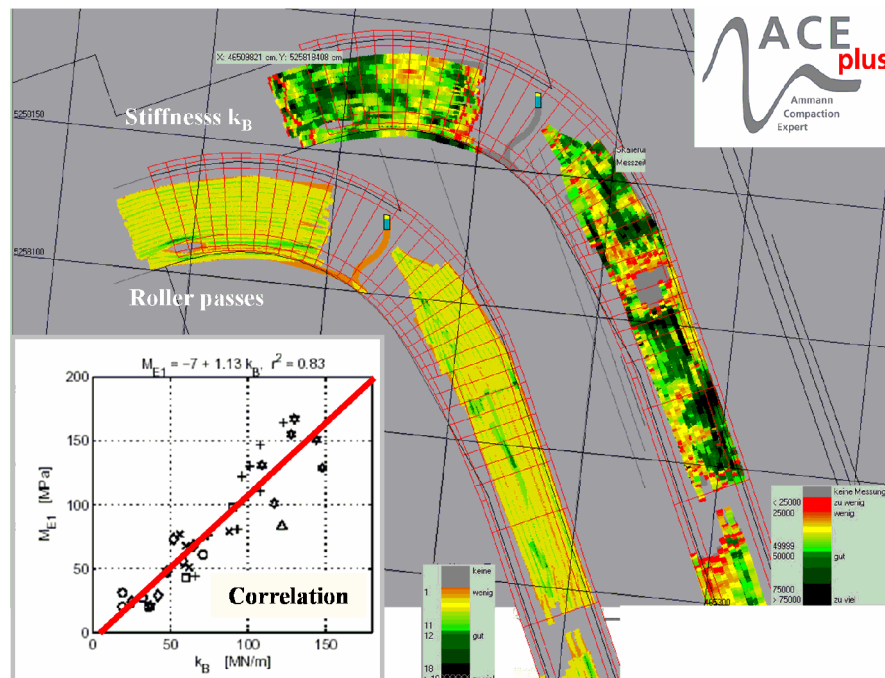 ACE
plus
Ammann
Compaction
Expert
X: 46509821 cm, Y: 525818408 cm
5258150
Stiffnesss k_B
Messzeil
5258100
Roller passes
M_E1 = −7 + 1.13 k_B, r² = 0.83
200
150
100
50
0
M_E1 [MPa]
0 50 100 150
k_B [MN/m]
Correlation
keine
1 wenig
11
12 gut
18
keine Messung
< 25000 zu wenig
25000 wenig
49999
50000 gut
75000
> 75000 zu viel